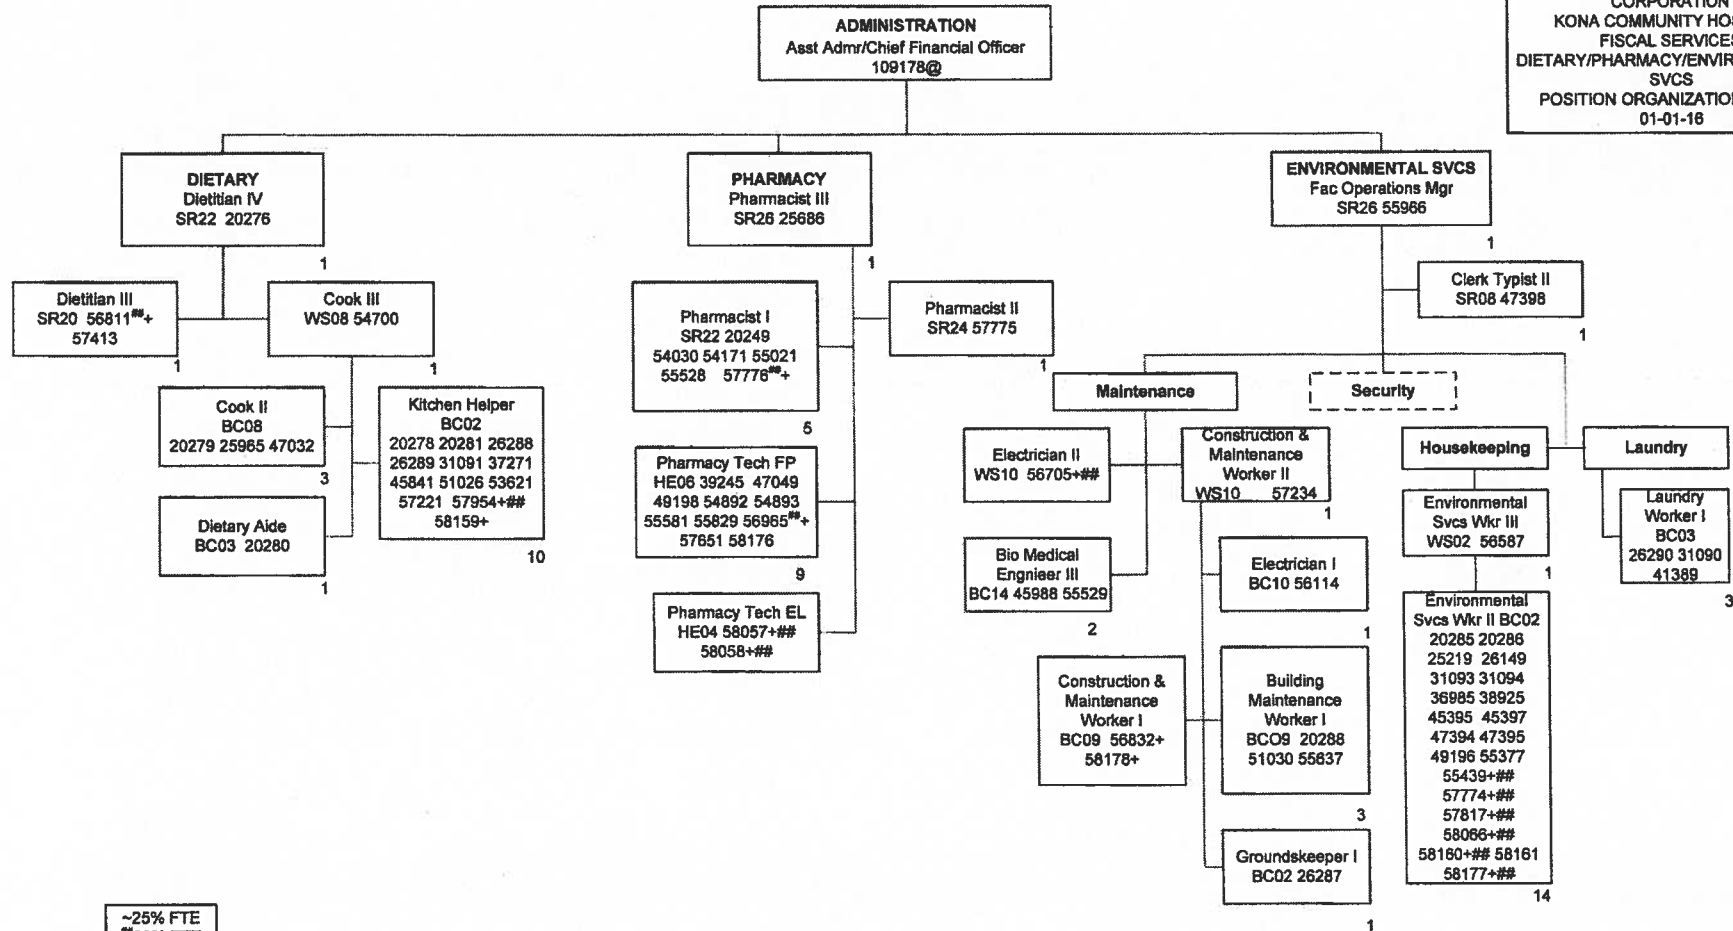 CORPORATION
KONA COMMUNITY
FISCAL
DIETARY/PHARMACY/
SVCS
POSITION
01-01-16
ADMINISTRATION
Asst Admr/Chief Financial Officer
109178@
DIETARY
Dietitian IV
SR22 20276
1
PHARMACY
Pharmacist III
SR26 25686
1
ENVIRONMENTAL SVCS
Fac Operations Mgr
SR26 55966
1
Dietitian III
SR20 56811##+
57413
1
Cook III
WS08 54700
1
Cook II
BC08
20279 25965 47032
3
Kitchen Helper
BC02
20278 20281 26288
26289 31091 37271
45841 51026 53621
57221 57954+##
58159+
10
Dietary Aide
BC03 20280
1
Pharmacist I
SR22 20249
54030 54171 55021
55528 57776##+
5
Pharmacist II
SR24 57775
1
Pharmacy Tech FP
HE06 39245 47049
49198 54892 54893
55581 55829 56965##+
57651 58176
9
Pharmacy Tech EL
HE04 58057+##
58058+##
Clerk Typist II
SR08 47398
1
Maintenance
Security
Electrician II
WS10 56705+##
Construction &
Maintenance
Worker II
WS10 57234
1
Bio Medical
Engnieer III
BC14 45988 55529
2
Electrician I
BC10 56114
1
Construction &
Maintenance
Worker I
BC09 56832+
58178+
Building
Maintenance
Worker I
BCO9 20288
51030 55637
3
Groundskeeper I
BC02 26287
1
Housekeeping
Laundry
Environmental
Svcs Wkr III
WS02 56587
1
Laundry
Worker I
BC03
26290 31090
41389
3
Environmental
Svcs Wkr II BC02
20285 20286
25219 26149
31093 31094
36985 38925
45395 45397
47394 47395
49196 55377
55439+##
57774+##
57817+##
58066+##
58160+## 58161
58177+##
14
~25% FTE